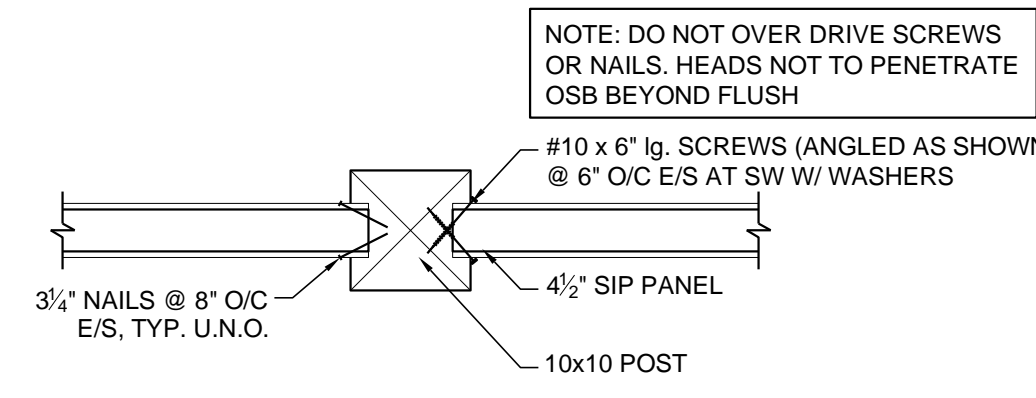 NOTE: DO NOT OVER DRIVE SCREWS
OR NAILS. HEADS NOT TO PENETRATE
OSB BEYOND FLUSH
#10 x 6" lg. SCREWS (ANGLED AS SHOWN
@ 6" O/C E/S AT SW W/ WASHERS
3¼" NAILS @ 8" O/C
E/S, TYP. U.N.O.
4½" SIP PANEL
10x10 POST